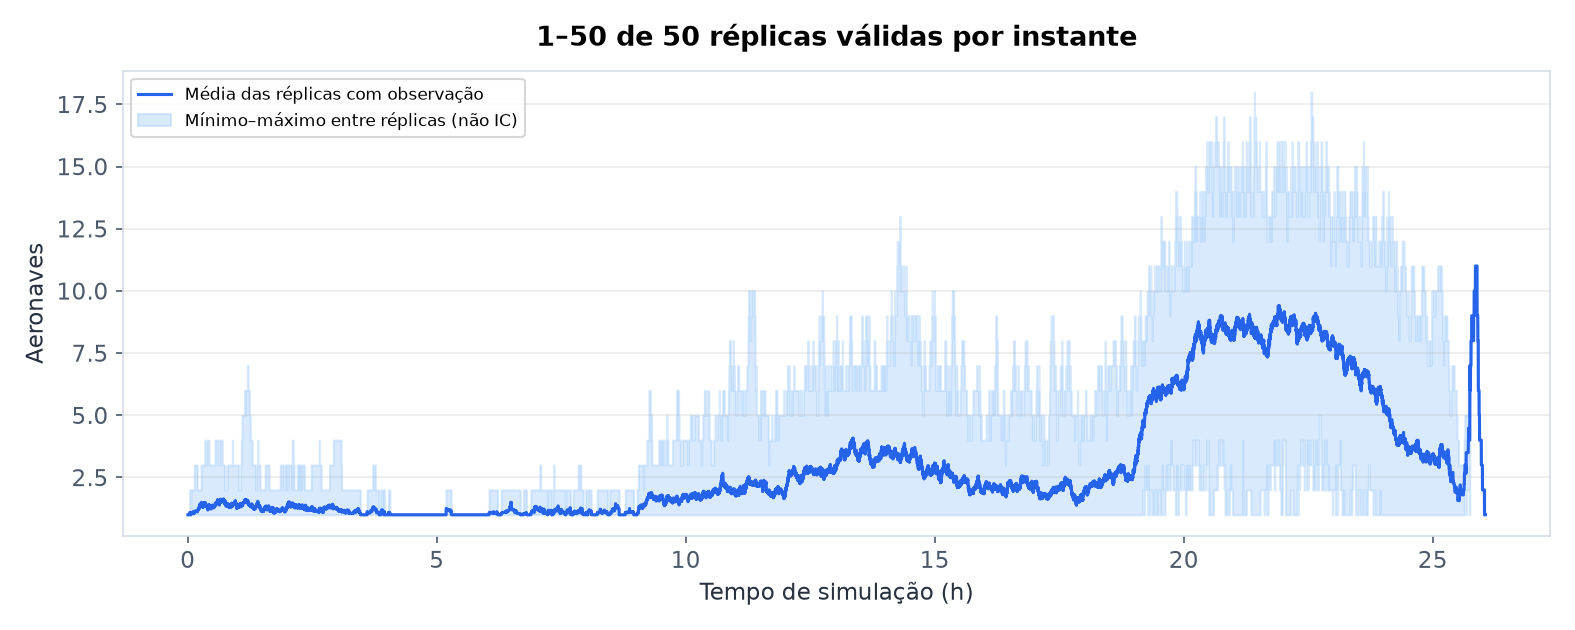 1–50 de 50 réplicas válidas por instante
Média das réplicas com observação
Mínimo–máximo entre réplicas (não IC)
Aeronaves
17.5
15.0
12.5
10.0
7.5
5.0
2.5
0 5 10 15 20 25
Tempo de simulação (h)